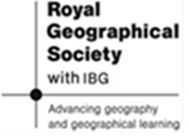 Royal
Geographical
Society
with IBG
Advancing geography
and geographical learning